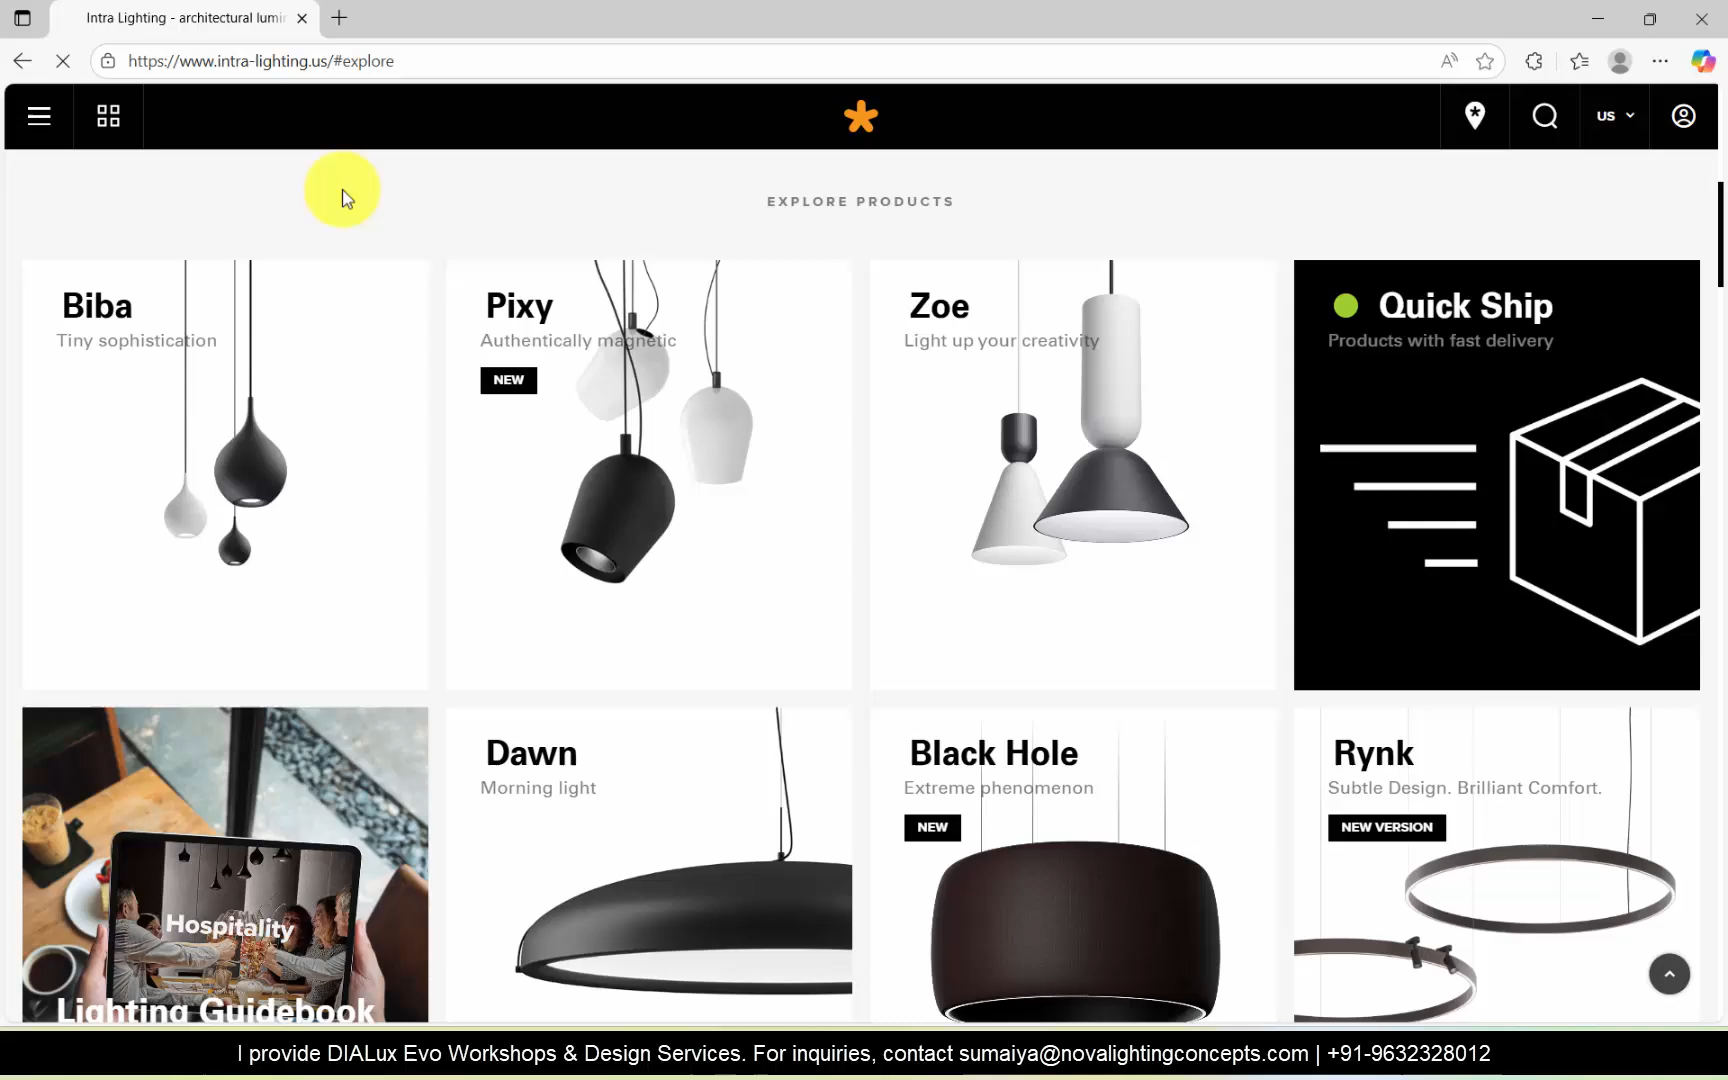 Intra Lighting - architectural lumin
https://www.intra-lighting.us/#explore
US
EXPLORE PRODUCTS
Biba
Tiny sophistication
Pixy
Authentically magnetic
NEW
Zoe
Light up your creativity
Quick Ship
Products with fast delivery
Hospitality
Lighting Guidebook
Dawn
Morning light
Black Hole
Extreme phenomenon
NEW
Rynk
Subtle Design. Brilliant Comfort.
NEW VERSION
I provide DIALux Evo Workshops & Design Services. For inquiries, contact sumaiya@novalightingconcepts.com | +91-9632328012